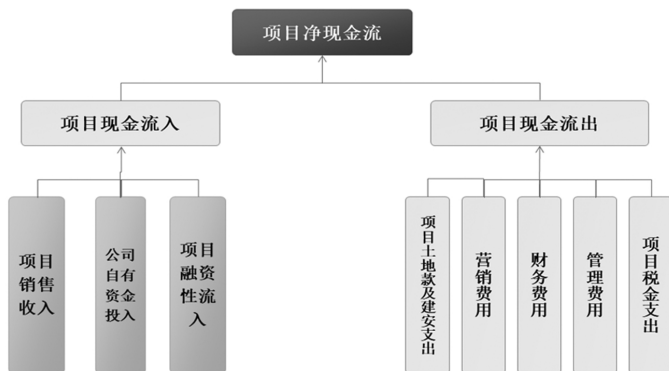 项目净现金流
项目现金流入
项目现金流出
项目
销售
收入
公司
自有
资金
投入
项目
融资
性流
入
项目土地款及建安支出
营销费用
财务费用
管理费用
项目税金支出